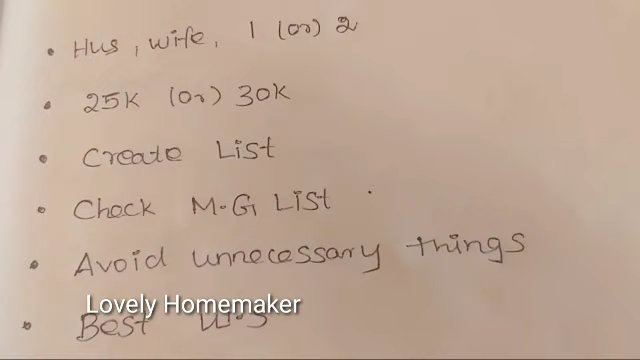 • Hus, wife, 1 (or) 2
• 25K (or) 30K
• Create List
• Check M.G List
• Avoid unnecessary things
Lovely Homemaker
• Best